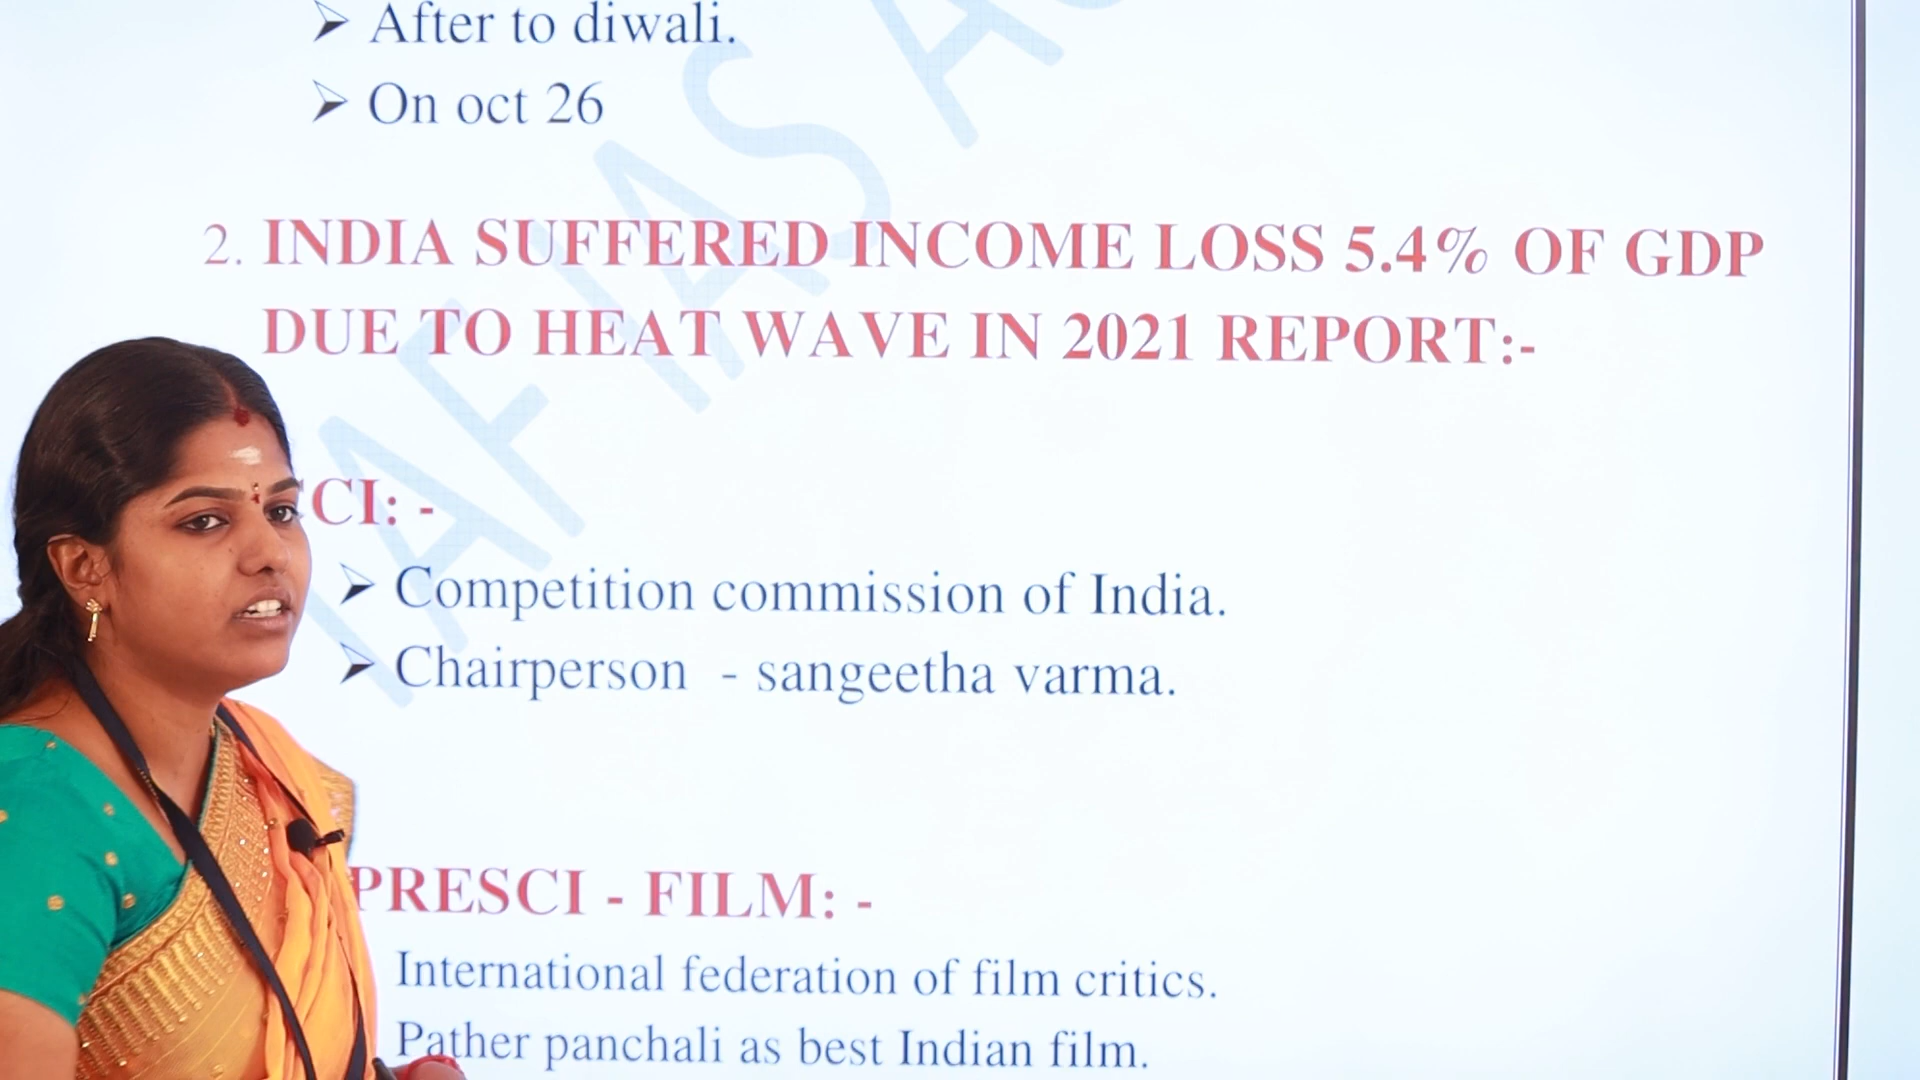 ➢ After to diwali.
➢ On oct 26
2. INDIA SUFFERED INCOME LOSS 5.4% OF GDP
DUE TO HEAT WAVE IN 2021 REPORT:-
CI: -
➢ Competition commission of India.
➢ Chairperson - sangeetha varma.
PRESCI - FILM: -
International federation of film critics.
Pather panchali as best Indian film.
IAF IAS A